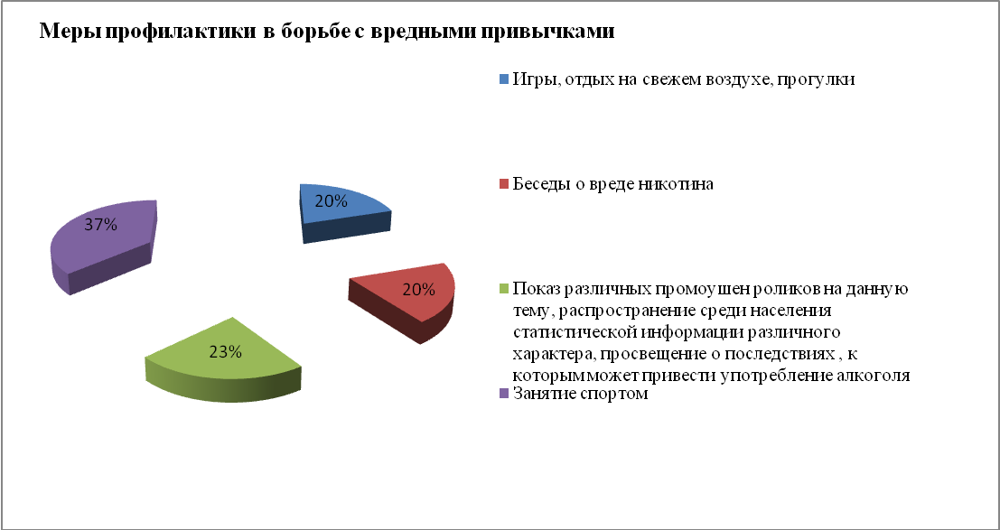 Меры профилактики в борьбе с вредными привычками
20%
20%
23%
37%
Игры, отдых на свежем воздухе, прогулки
Беседы о вреде никотина
Показ различных промоушен роликов на данную
тему, распространение среди населения
статистической информации различного
характера, просвещение о последствиях , к
которым может привести употребление алкоголя
Занятие спортом